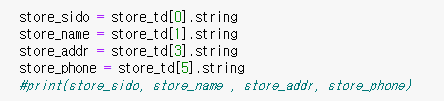 store_sido = store_td[0].string
store_name = store_td[1].string
store_addr = store_td[3].string
store_phone = store_td[5].string
#print(store_sido, store_name , store_addr, store_phone)